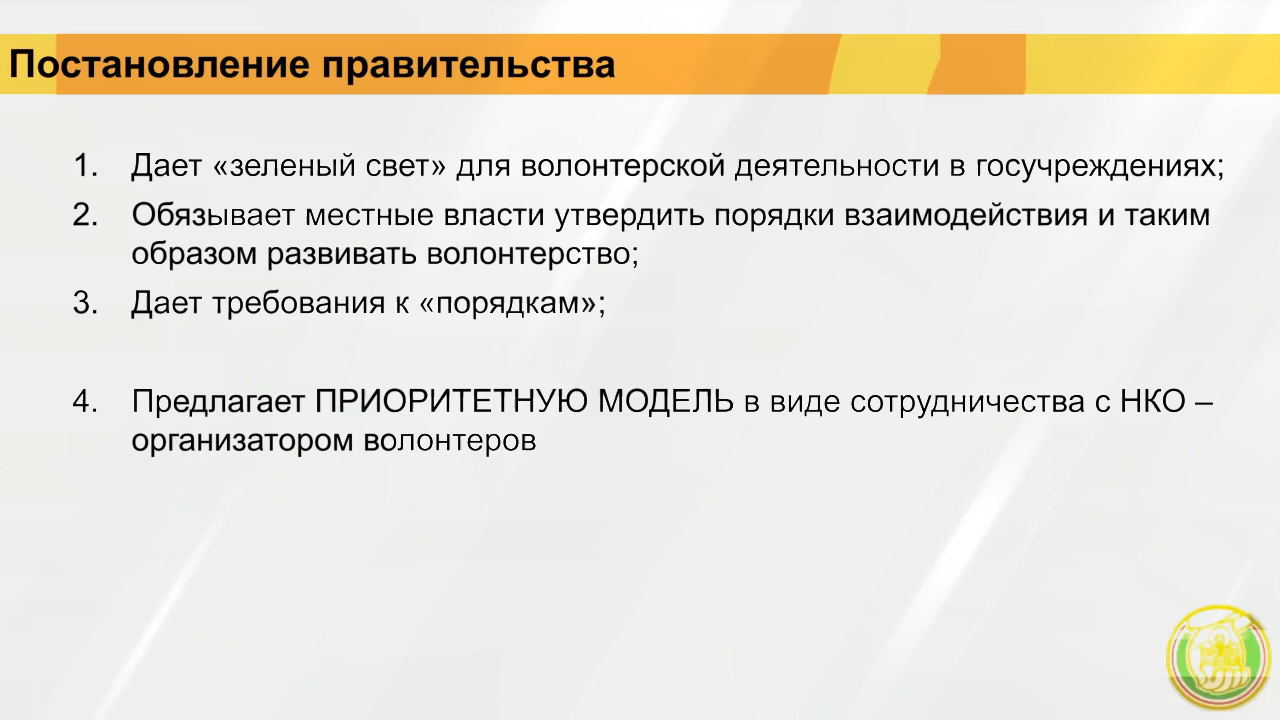 Постановление правительства
1. Дает «зеленый свет» для волонтерской деятельности в госучреждениях;
2. Обязывает местные власти утвердить порядки взаимодействия и таким
образом развивать волонтерство;
3. Дает требования к «порядкам»;
4. Предлагает ПРИОРИТЕТНУЮ МОДЕЛЬ в виде сотрудничества с НКО –
организатором волонтеров